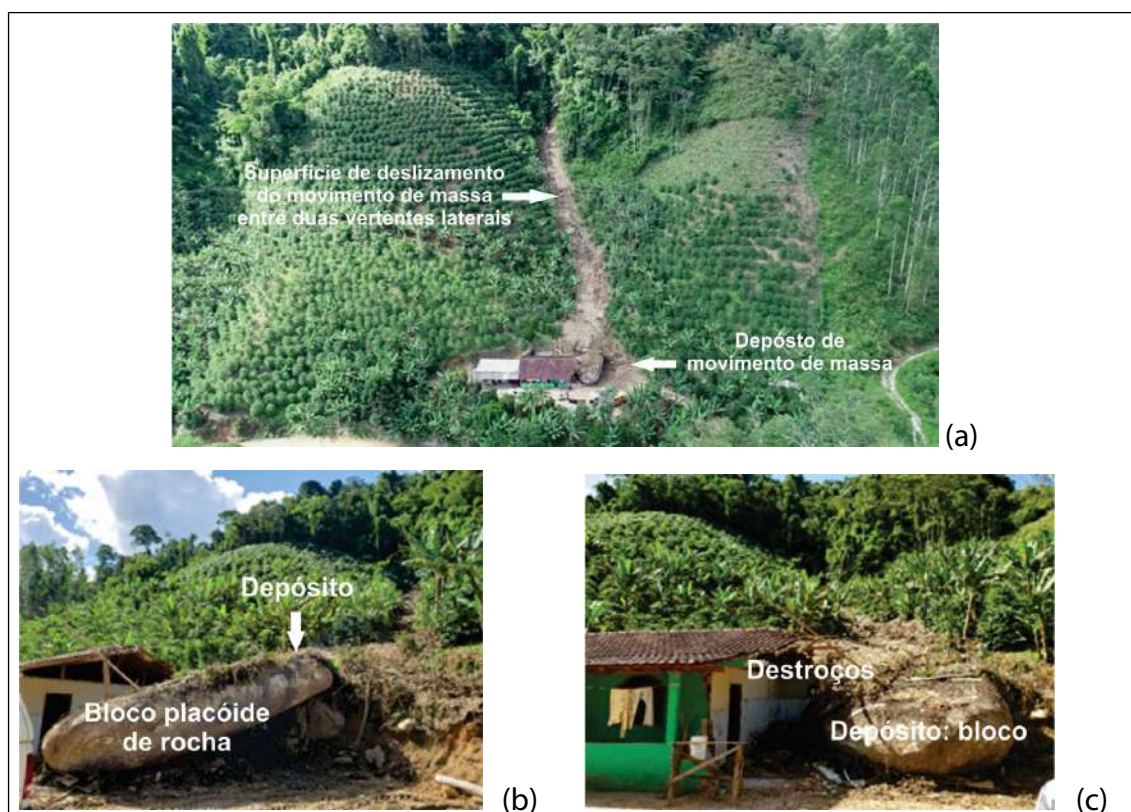 Superfície de deslizamento
do movimento de massa
entre duas vertentes laterais
Depósto de
movimento de massa
(a)
Depósito
Bloco placóide
de rocha
(b)
Destroços
Depósito: bloco
(c)